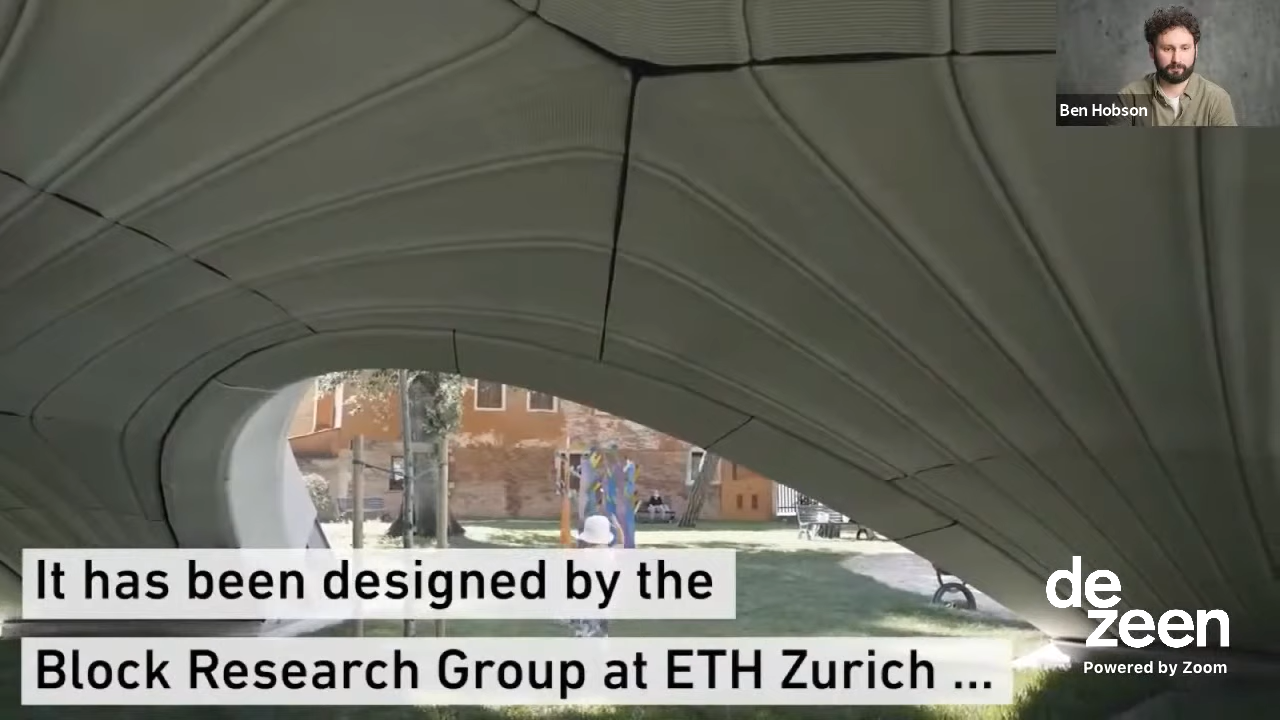 Ben Hobson
It has been designed by the
Block Research Group at ETH Zurich ...
de
zeen
Powered by Zoom